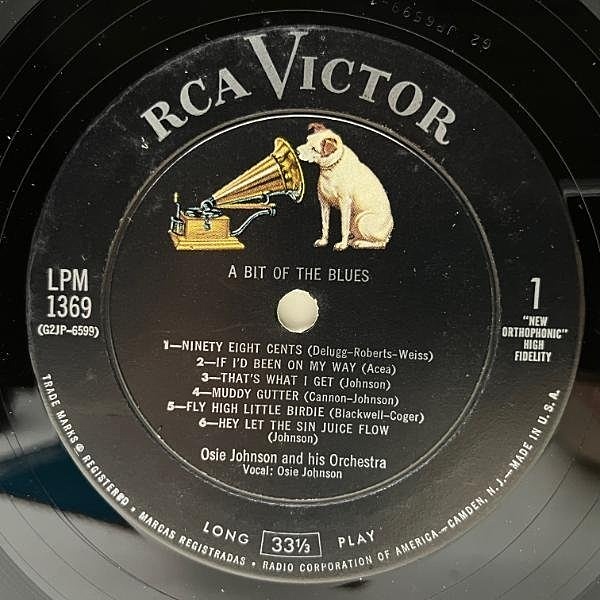 G2 JP6599
RCA VICTOR
A BIT OF THE BLUES
LPM
1369
(G2JP-6599)
1
"NEW
ORTHOPHONIC"
HIGH
FIDELITY
1—NINETY EIGHT CENTS (Delugg-Roberts-Weiss)
2—IF I'D BEEN ON MY WAY (Acea)
3—THAT'S WHAT I GET (Johnson)
4—MUDDY GUTTER (Cannon-Johnson)
5—FLY HIGH LITTLE BIRDIE (Blackwell-Coger)
6—HEY LET THE SIN JUICE FLOW
(Johnson)
Osie Johnson and his Orchestra
Vocal: Osie Johnson
LONG 33⅓ PLAY
TRADE MARKS ® REGISTERED • MARCAS REGISTRADAS • RADIO CORPORATION OF AMERICA—CAMDEN, N. J.—MADE IN U.S.A.